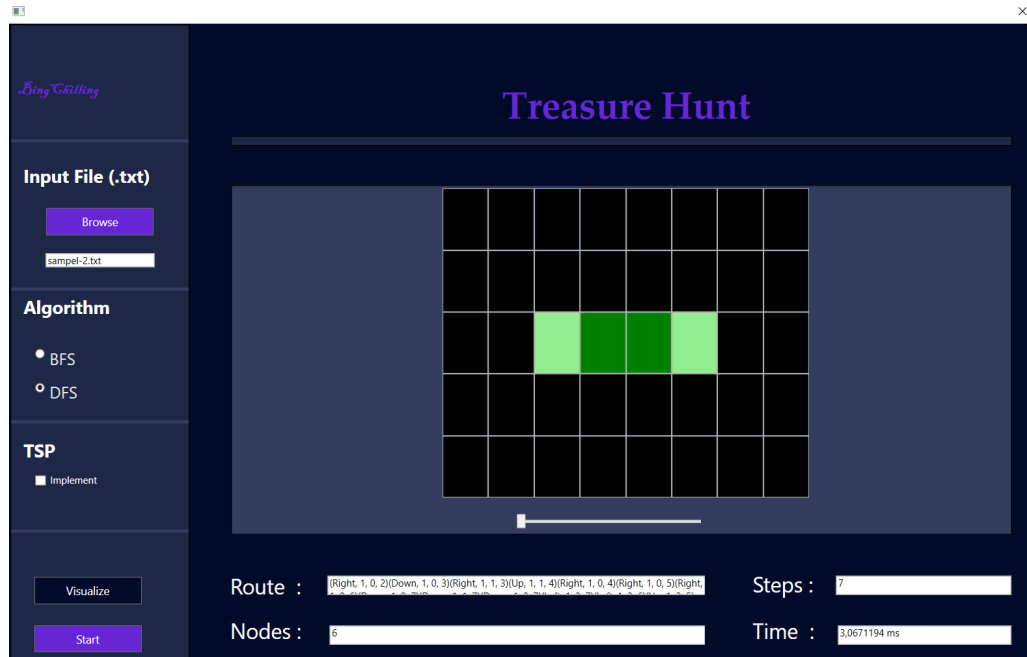 BingChilling
Treasure Hunt
Input File (.txt)
Browse
sampel-2.txt
Algorithm
BFS
DFS
TSP
Implement
Visualize
Start
Route :
(Right, 1, 0, 2)(Down, 1, 0, 3)(Right, 1, 1, 3)(Up, 1, 1, 4)(Right, 1, 0, 4)(Right, 1, 0, 5)(Right,
Steps :
7
Nodes :
6
Time :
3,0671194 ms